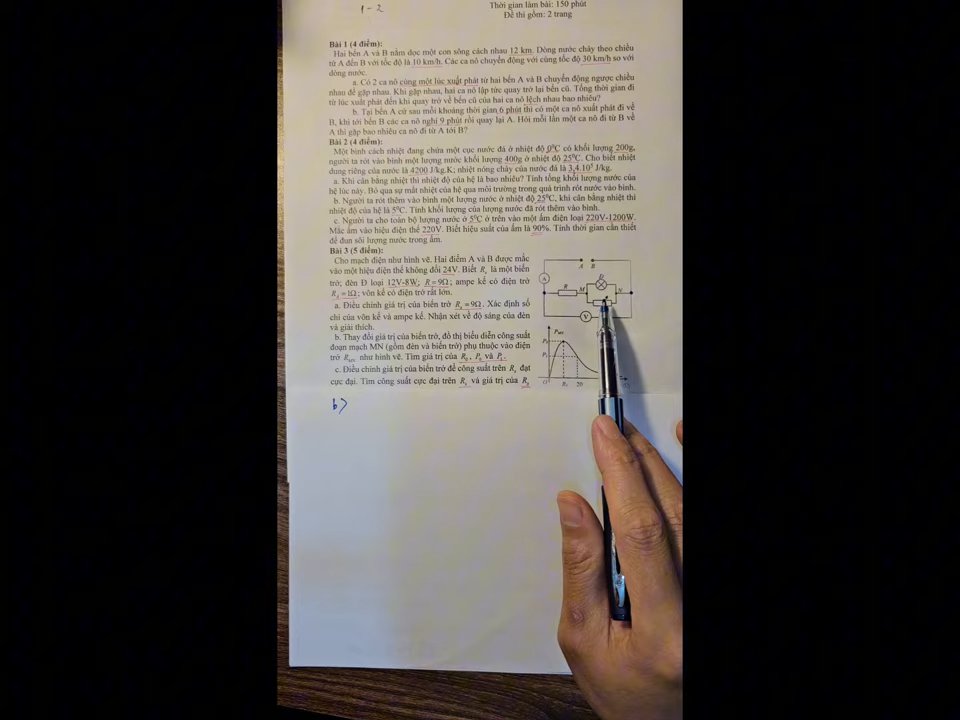 1-2
Thời gian làm bài: 150 phút
Đề thi gồm: 2 trang
Bài 1 (4 điểm):
Hai bến A và B nằm dọc một con sông cách nhau 12 km. Dòng nước chảy theo chiều
từ A đến B với tốc độ là 10 km/h. Các ca nô chuyển động với cùng tốc độ 30 km/h so với
dòng nước.
a. Có 2 ca nô cùng một lúc xuất phát từ hai bến A và B chuyển động ngược chiều
nhau để gặp nhau. Khi gặp nhau, hai ca nô lập tức quay trở lại bến cũ. Tổng thời gian đi
từ lúc xuất phát đến khi quay trở về bến cũ của hai ca nô lệch nhau bao nhiêu?
b. Tại bến A cứ sau mỗi khoảng thời gian 6 phút thì có một ca nô xuất phát đi về
B, khi tới bến B các ca nô nghỉ 9 phút rồi quay lại A. Hỏi mỗi lần một ca nô đi từ B về
A thì gặp bao nhiêu ca nô đi từ A tới B?
Bài 2 (4 điểm):
Một bình cách nhiệt đang chứa một cục nước đá ở nhiệt độ 0⁰C có khối lượng 200g,
người ta rót vào bình một lượng nước khối lượng 400g ở nhiệt độ 25⁰C. Cho biết nhiệt
dung riêng của nước là 4200 J/kg.K; nhiệt nóng chảy của nước đá là 3,4.10⁵ J/kg.
a. Khi cân bằng nhiệt thì nhiệt độ của hệ là bao nhiêu? Tính tổng khối lượng nước của
hệ lúc này. Bỏ qua sự mất nhiệt của hệ qua môi trường trong quá trình rót nước vào bình.
b. Người ta rót thêm vào bình một lượng nước ở nhiệt độ 25⁰C, khi cân bằng nhiệt thì
nhiệt độ của hệ là 5⁰C. Tính khối lượng của lượng nước đã rót thêm vào bình.
c. Người ta cho toàn bộ lượng nước ở 5⁰C ở trên vào một ấm điện loại 220V-1200W.
Mắc ấm vào hiệu điện thế 220V. Biết hiệu suất của ấm là 90%. Tính thời gian cần thiết
để đun sôi lượng nước trong ấm.
Bài 3 (5 điểm):
Cho mạch điện như hình vẽ. Hai điểm A và B được mắc
vào một hiệu điện thế không đổi 24V. Biết Rₓ là một biến
trở; đèn Đ loại 12V-8W; R = 9Ω; ampe kế có điện trở
= 1Ω; vôn kế có điện trở rất lớn.
a. Điều chỉnh giá trị của biến trở Rₓ = 9Ω. Xác định số
chỉ của vôn kế và ampe kế. Nhận xét về độ sáng của đèn
và giải thích.
b. Thay đổi giá trị của biến trở, đồ thị biểu diễn công suất
đoạn mạch MN (gồm đèn và biến trở) phụ thuộc vào điện
trở như hình vẽ. Tìm giá trị của R₀, P₀ và P₁.
c. Điều chỉnh giá trị của biến trở để công suất trên Rₓ đạt
cực đại. Tìm công suất cực đại trên Rₓ và giá trị của Rₓ
A B
A
Đ
R M N
V
O R₀ 20
b)